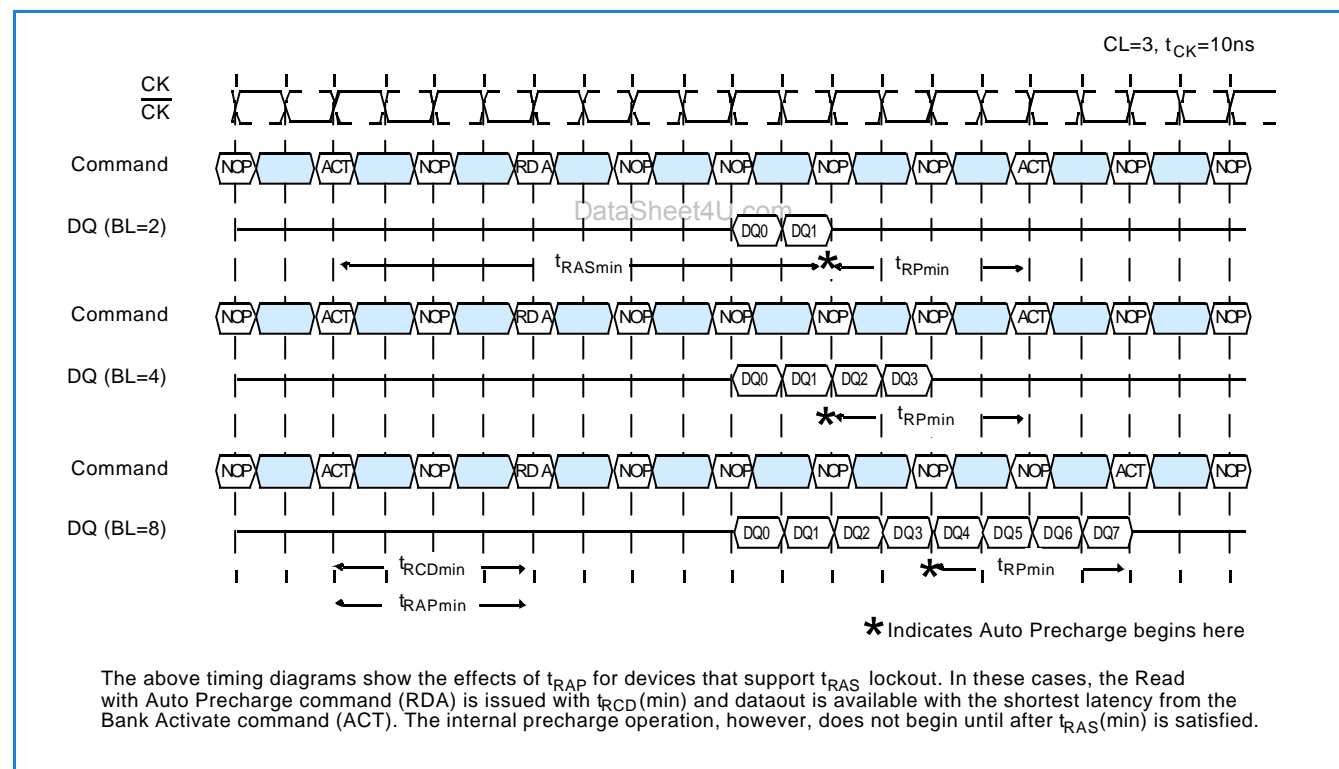 CL=3, tCK=10ns
CK
CK
Command NOP ACT NOP RDA NOP NOP NOP NOP ACT NOP NOP
DataSheet4U.com
DQ (BL=2) DQ0 DQ1
tRASmin * tRPmin
Command NOP ACT NOP RDA NOP NOP NOP NOP ACT NOP NOP
DQ (BL=4) DQ0 DQ1 DQ2 DQ3
* tRPmin
Command NOP ACT NOP RDA NOP NOP NOP NOP NOP ACT NOP
DQ (BL=8) DQ0 DQ1 DQ2 DQ3 DQ4 DQ5 DQ6 DQ7
tRCDmin * tRPmin
tRAPmin
* Indicates Auto Precharge begins here
The above timing diagrams show the effects of tRAP for devices that support tRAS lockout. In these cases, the Read
with Auto Precharge command (RDA) is issued with tRCD(min) and dataout is available with the shortest latency from the
Bank Activate command (ACT). The internal precharge operation, however, does not begin until after tRAS(min) is satisfied.